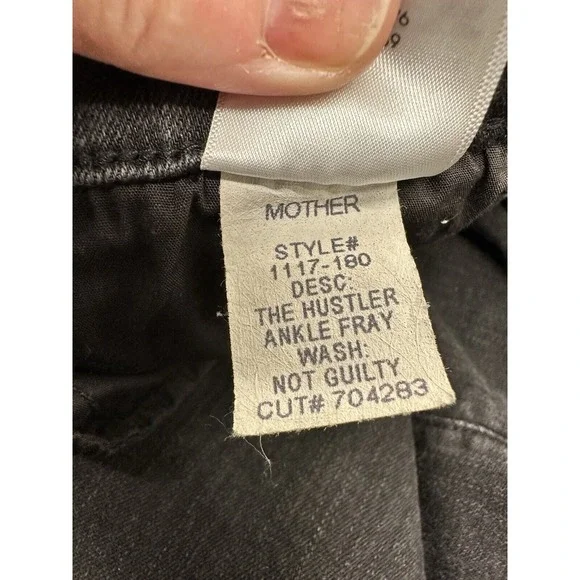 MOTHER
STYLE#
1117-180
DESC:
THE HUSTLER
ANKLE FRAY
WASH:
NOT GUILTY
CUT# 704283